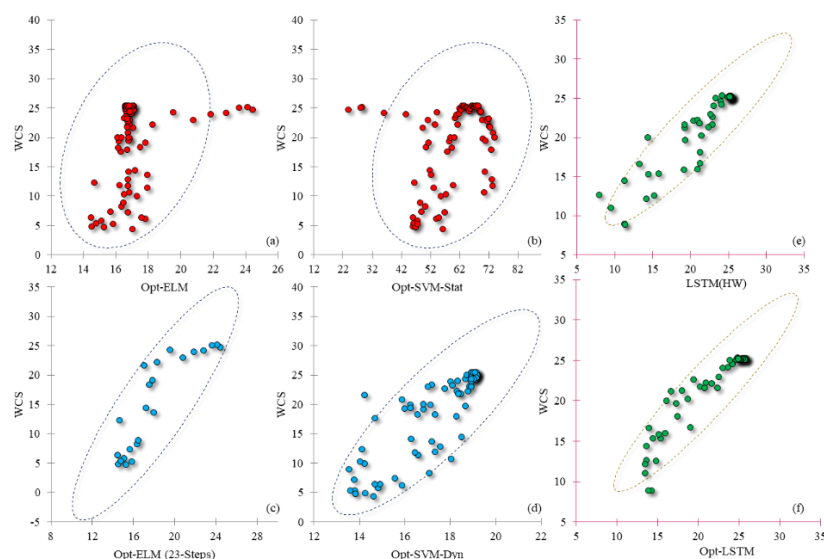 40
35
30
25
20
15
10
5
0
WCS
12 14 16 18 20 22 24 26
Opt-ELM
(a)
40
35
30
25
20
15
10
5
0
WCS
12 22 32 42 52 62 72 82
Opt-SVM-Stat
(b)
40
35
30
25
20
15
10
5
WCS
5 10 15 20 25 30 35
LSTM(HW)
(e)
35
30
25
20
15
10
5
0
-5
WCS
8 12 16 20 24 28
Opt-ELM (23-Steps)
(c)
40
35
30
25
20
15
10
5
0
WCS
12 14 16 18 20 22
Opt-SVM-Dyn
(d)
40
35
30
25
20
15
10
5
WCS
5 10 15 20 25 30 35
Opt-LSTM
(f)